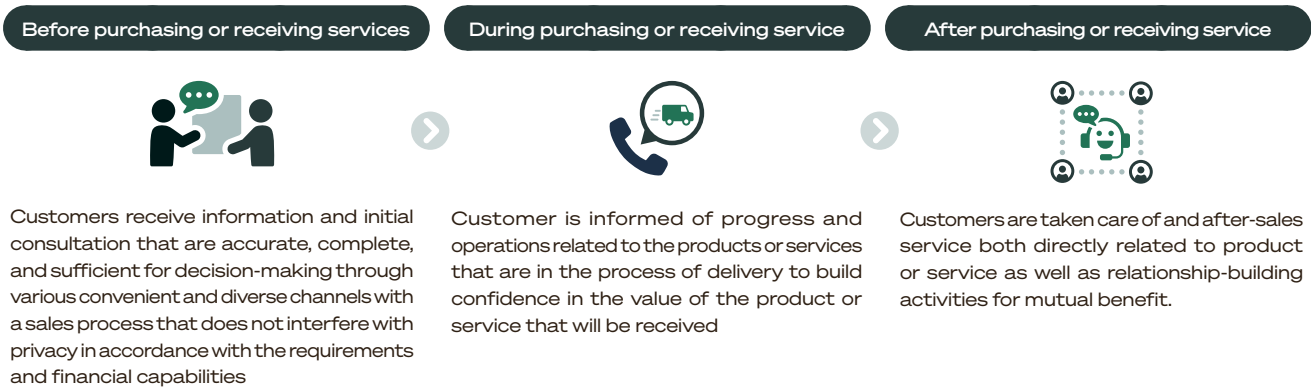 Before purchasing or receiving services
During purchasing or receiving service
After purchasing or receiving service
Customers receive information and initial
consultation that are accurate, complete,
and sufficient for decision-making through
various convenient and diverse channels with
a sales process that does not interfere with
privacy in accordance with the requirements
and financial capabilities
Customer is informed of progress and
operations related to the products or services
that are in the process of delivery to build
confidence in the value of the product or
service that will be received
Customers are taken care of and after-sales
service both directly related to product
or service as well as relationship-building
activities for mutual benefit.